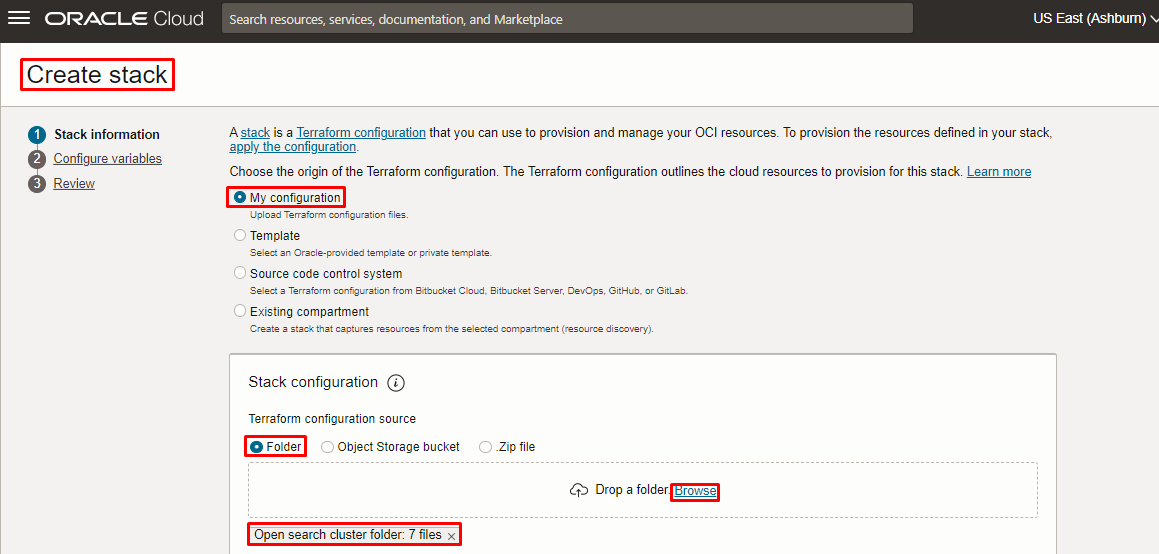 ORACLE Cloud
Search resources, services, documentation, and Marketplace
US East (Ashburn)
Create stack
1 Stack information
2 Configure variables
3 Review
A stack is a Terraform configuration that you can use to provision and manage your OCI resources. To provision the resources defined in your stack,
apply the configuration.
Choose the origin of the Terraform configuration. The Terraform configuration outlines the cloud resources to provision for this stack. Learn more
My configuration
Upload Terraform configuration files.
Template
Select an Oracle-provided template or private template.
Source code control system
Select a Terraform configuration from Bitbucket Cloud, Bitbucket Server, DevOps, GitHub, or GitLab.
Existing compartment
Create a stack that captures resources from the selected compartment (resource discovery).
Stack configuration i
Terraform configuration source
Folder Object Storage bucket .Zip file
Drop a folder. Browse
Open search cluster folder: 7 files ×